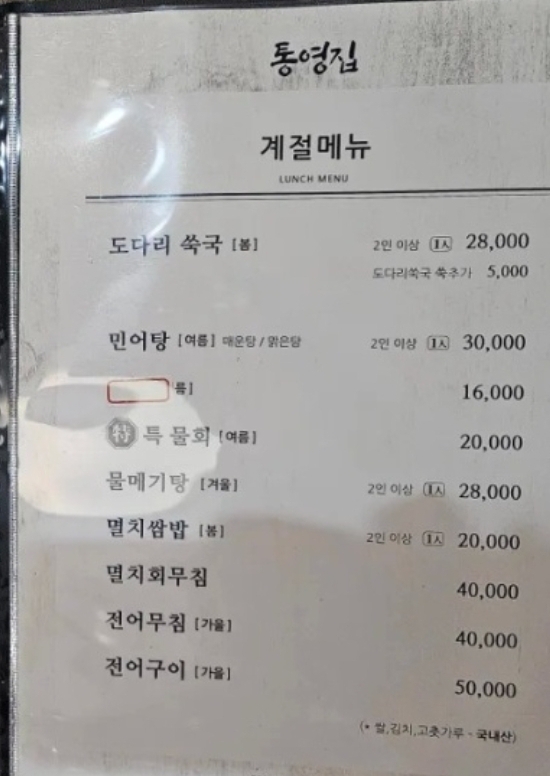 통영집
계절메뉴
LUNCH MENU
도다리 쑥국 [봄] 2인 이상 1人 28,000
도다리쑥국 쑥추가 5,000
민어탕 [여름] 매운탕 / 맑은탕 2인 이상 1人 30,000
름] 16,000
特 특 물회 [여름] 20,000
물메기탕 [겨울] 2인 이상 1人 28,000
멸치쌈밥 [봄] 2인 이상 1人 20,000
멸치회무침 40,000
전어무침 [가을] 40,000
전어구이 [가을] 50,000
(* 쌀,김치,고춧가루 - 국내산)